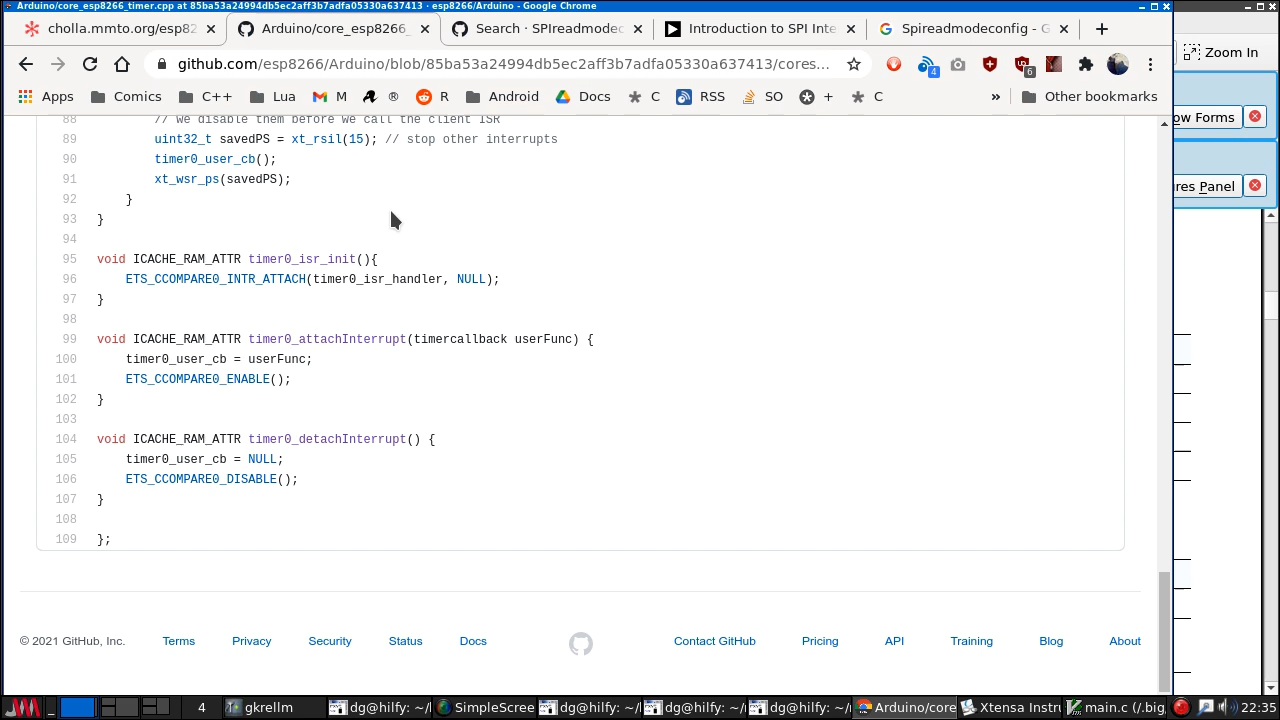 Arduino/core_esp8266_timer.cpp at 85ba53a24994db5ec2aff3b7adfa05330a637413 · esp8266/Arduino - Google Chrome
cholla.mmto.org/esp82
Arduino/core_esp8266_
Search · SPIreadmodec
Introduction to SPI Inte
Spireadmodeconfig - G
github.com/esp8266/Arduino/blob/85ba53a24994db5ec2aff3b7adfa05330a637413/cores...
4
6
Zoom In
Apps
Comics
C++
Lua
M
®
R
Android
Docs
C
RSS
SO
+
C
»
Other bookmarks
ow Forms
ures Panel
88 // We disable them before we call the client ISR
89 uint32_t savedPS = xt_rsil(15); // stop other interrupts
90 timer0_user_cb();
91 xt_wsr_ps(savedPS);
92 }
93 }
94
95 void ICACHE_RAM_ATTR timer0_isr_init(){
96 ETS_CCOMPARE0_INTR_ATTACH(timer0_isr_handler, NULL);
97 }
98
99 void ICACHE_RAM_ATTR timer0_attachInterrupt(timercallback userFunc) {
100 timer0_user_cb = userFunc;
101 ETS_CCOMPARE0_ENABLE();
102 }
103
104 void ICACHE_RAM_ATTR timer0_detachInterrupt() {
105 timer0_user_cb = NULL;
106 ETS_CCOMPARE0_DISABLE();
107 }
108
109 };
© 2021 GitHub, Inc.
Terms
Privacy
Security
Status
Docs
Contact GitHub
Pricing
API
Training
Blog
About
4
gkrellm
dg@hilfy: ~/
SimpleScree
dg@hilfy: ~/
dg@hilfy: ~/
dg@hilfy: ~/
Arduino/core
Xtensa Instru
main.c (/.big
22:35